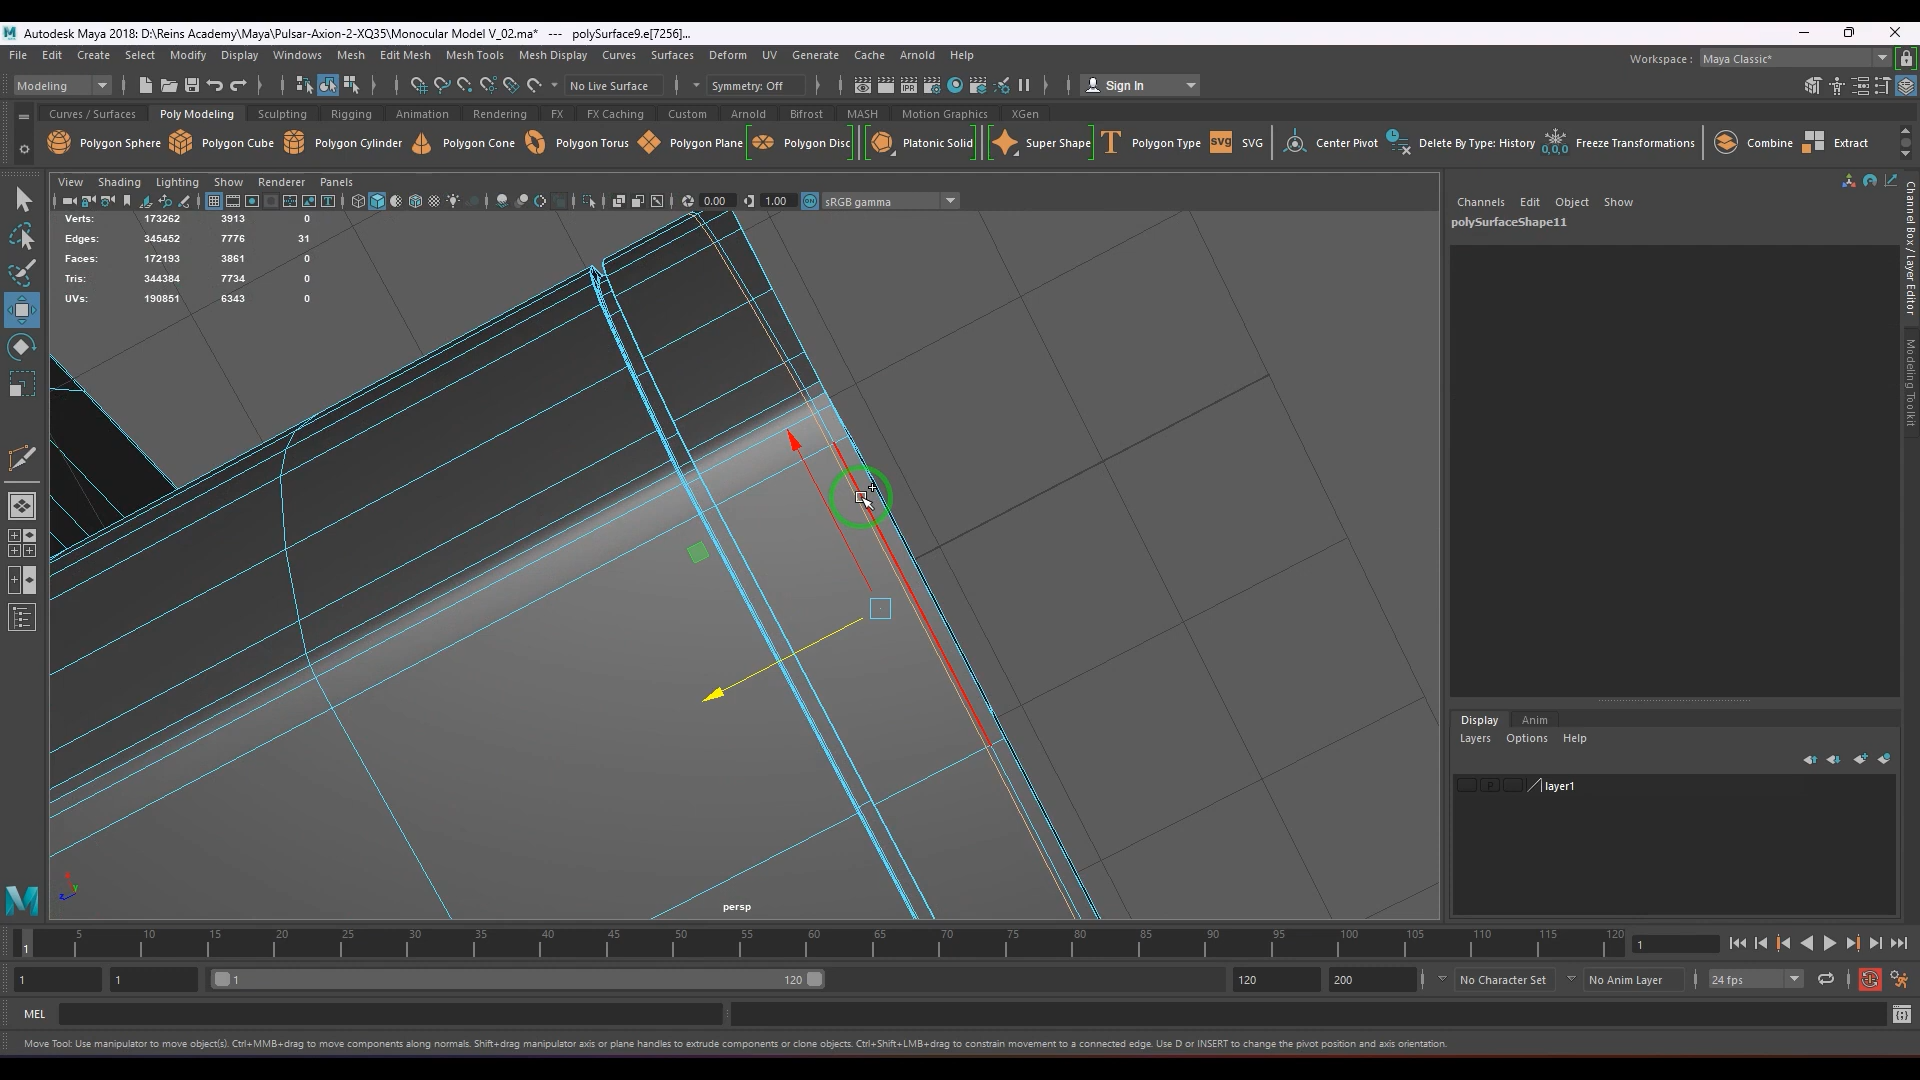 Autodesk Maya 2018: D:\Reins Academy\Maya\Pulsar-Axion-2-XQ35\Monocular Model V_02.ma* --- polySurface9.e[7256]...
File Edit Create Select Modify Display Windows Mesh Edit Mesh Mesh Tools Mesh Display Curves Surfaces Deform UV Generate Cache Arnold Help
Workspace : Maya Classic*
Modeling No Live Surface Symmetry: Off Sign In
Curves / Surfaces Poly Modeling Sculpting Rigging Animation Rendering FX FX Caching Custom Arnold Bifrost MASH Motion Graphics XGen
Polygon Sphere Polygon Cube Polygon Cylinder Polygon Cone Polygon Torus Polygon Plane Polygon Disc Platonic Solid Super Shape Polygon Type SVG SVG Center Pivot Delete By Type: History 0,0,0 Freeze Transformations Combine Extract
View Shading Lighting Show Renderer Panels
0.00 1.00 ON sRGB gamma
Verts: 173262 3913 0
Edges: 345452 7776 31
Faces: 172193 3861 0
Tris: 344384 7734 0
UVs: 190851 6343 0
persp
Channels Edit Object Show
polySurfaceShape11
Channel Box / Layer Editor
Modeling Toolkit
Display Anim
Layers Options Help
P layer1
1 5 10 15 20 25 30 35 40 45 50 55 60 65 70 75 80 85 90 95 100 105 110 115 120 1
1 1 1 120 120 200 No Character Set No Anim Layer 24 fps
MEL
Move Tool: Use manipulator to move object(s). Ctrl+MMB+drag to move components along normals. Shift+drag manipulator axis or plane handles to extrude components or clone objects. Ctrl+Shift+LMB+drag to constrain movement to a connected edge. Use D or INSERT to change the pivot position and axis orientation.